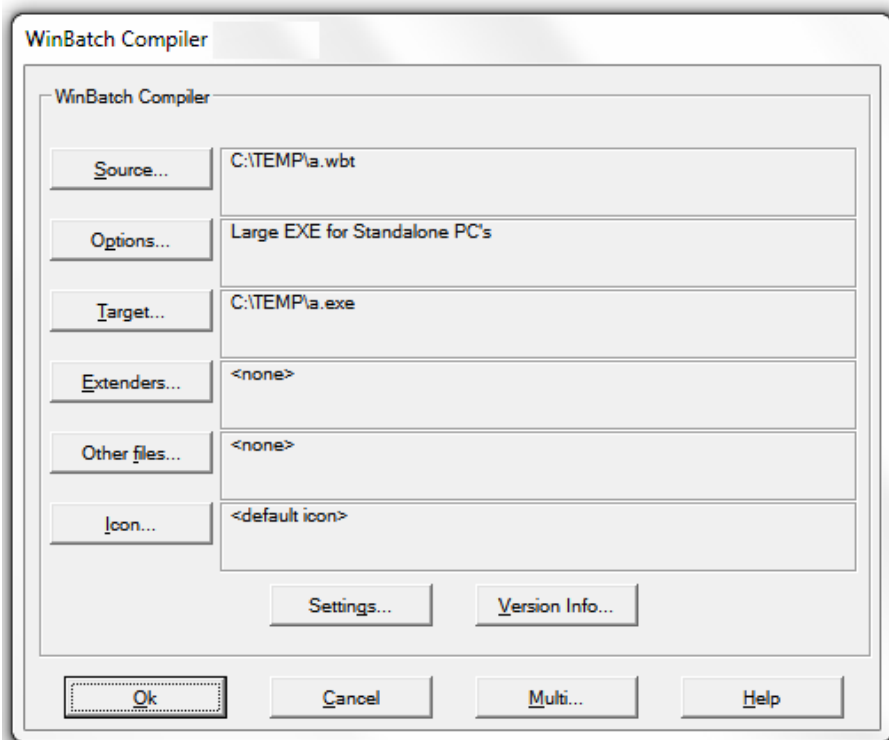 WinBatch Compiler
WinBatch Compiler
Source...
C:\TEMP\a.wbt
Options...
Large EXE for Standalone PC's
Target...
C:\TEMP\a.exe
Extenders...
<none>
Other files...
<none>
Icon...
<default icon>
Settings...
Version Info...
Ok
Cancel
Multi...
Help